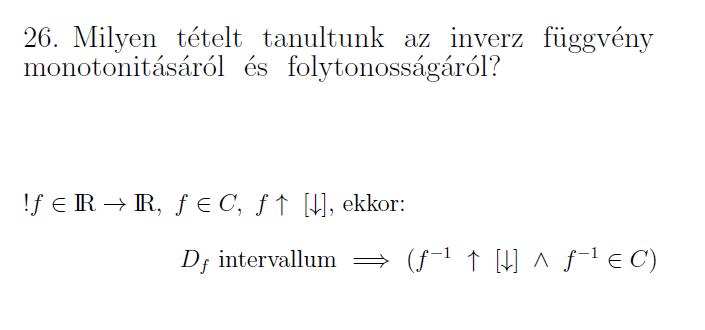 26. Milyen tételt tanultunk az inverz függvény
monotonitásáról és folytonosságáról?
!f ∈ ℝ → ℝ, f ∈ C, f ↑ [↓], ekkor:
D_f intervallum ⟹ (f⁻¹ ↑ [↓] ∧ f⁻¹ ∈ C)